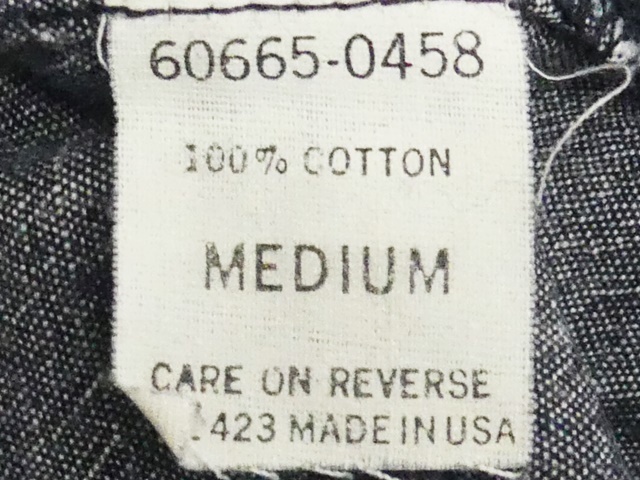 60665-0458
100% COTTON
MEDIUM
CARE ON REVERSE
423 MADE IN USA